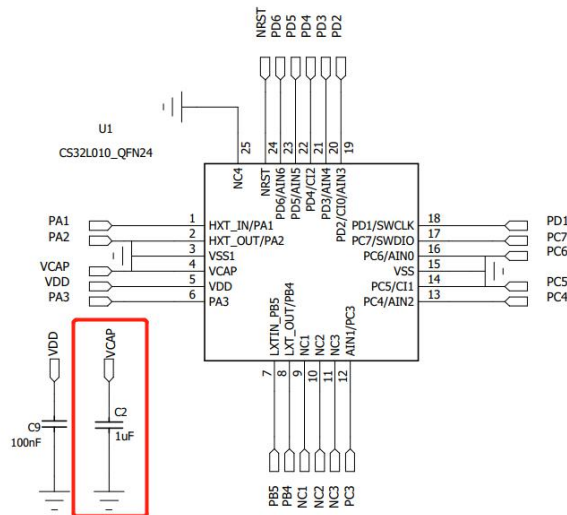 NRST
PD6
PD5
PD4
PD3
PD2
U1
CS32L010_QFN24
25
24
23
22
21
20
19
NC4
NRST
PD6/AIN6
PD5/AIN5
PD4/CI2
PD3/AIN4
PD2/CI0/AIN3
PA1 1 HXT_IN/PA1
PA2 2 HXT_OUT/PA2
3 VSS1
VCAP 4 VCAP
VDD 5 VDD
PA3 6 PA3
PD1/SWCLK 18 PD1
PC7/SWDIO 17 PC7
PC6/AIN0 16 PC6
VSS 15
PC5/CI1 14 PC5
PC4/AIN2 13 PC4
LXTIN_PB5
LXT_OUT/PB4
NC1
NC2
NC3
AIN1/PC3
7
8
9
10
11
12
PB5
PB4
NC1
NC2
NC3
PC3
VDD
C9
100nF
VCAP
C2
1uF